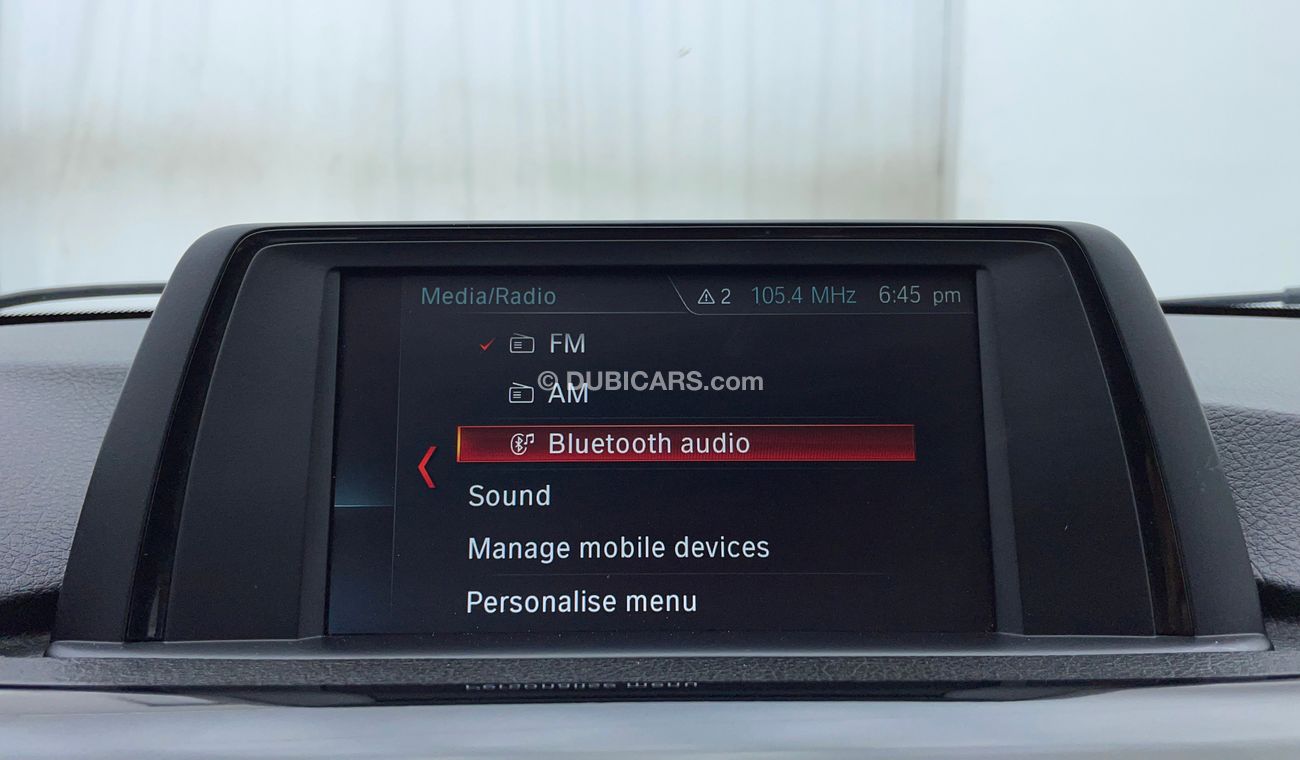 Media/Radio 2 105.4 MHz 6:45 pm
FM
© DUBICARS.com
AM
Bluetooth audio
Sound
Manage mobile devices
Personalise menu